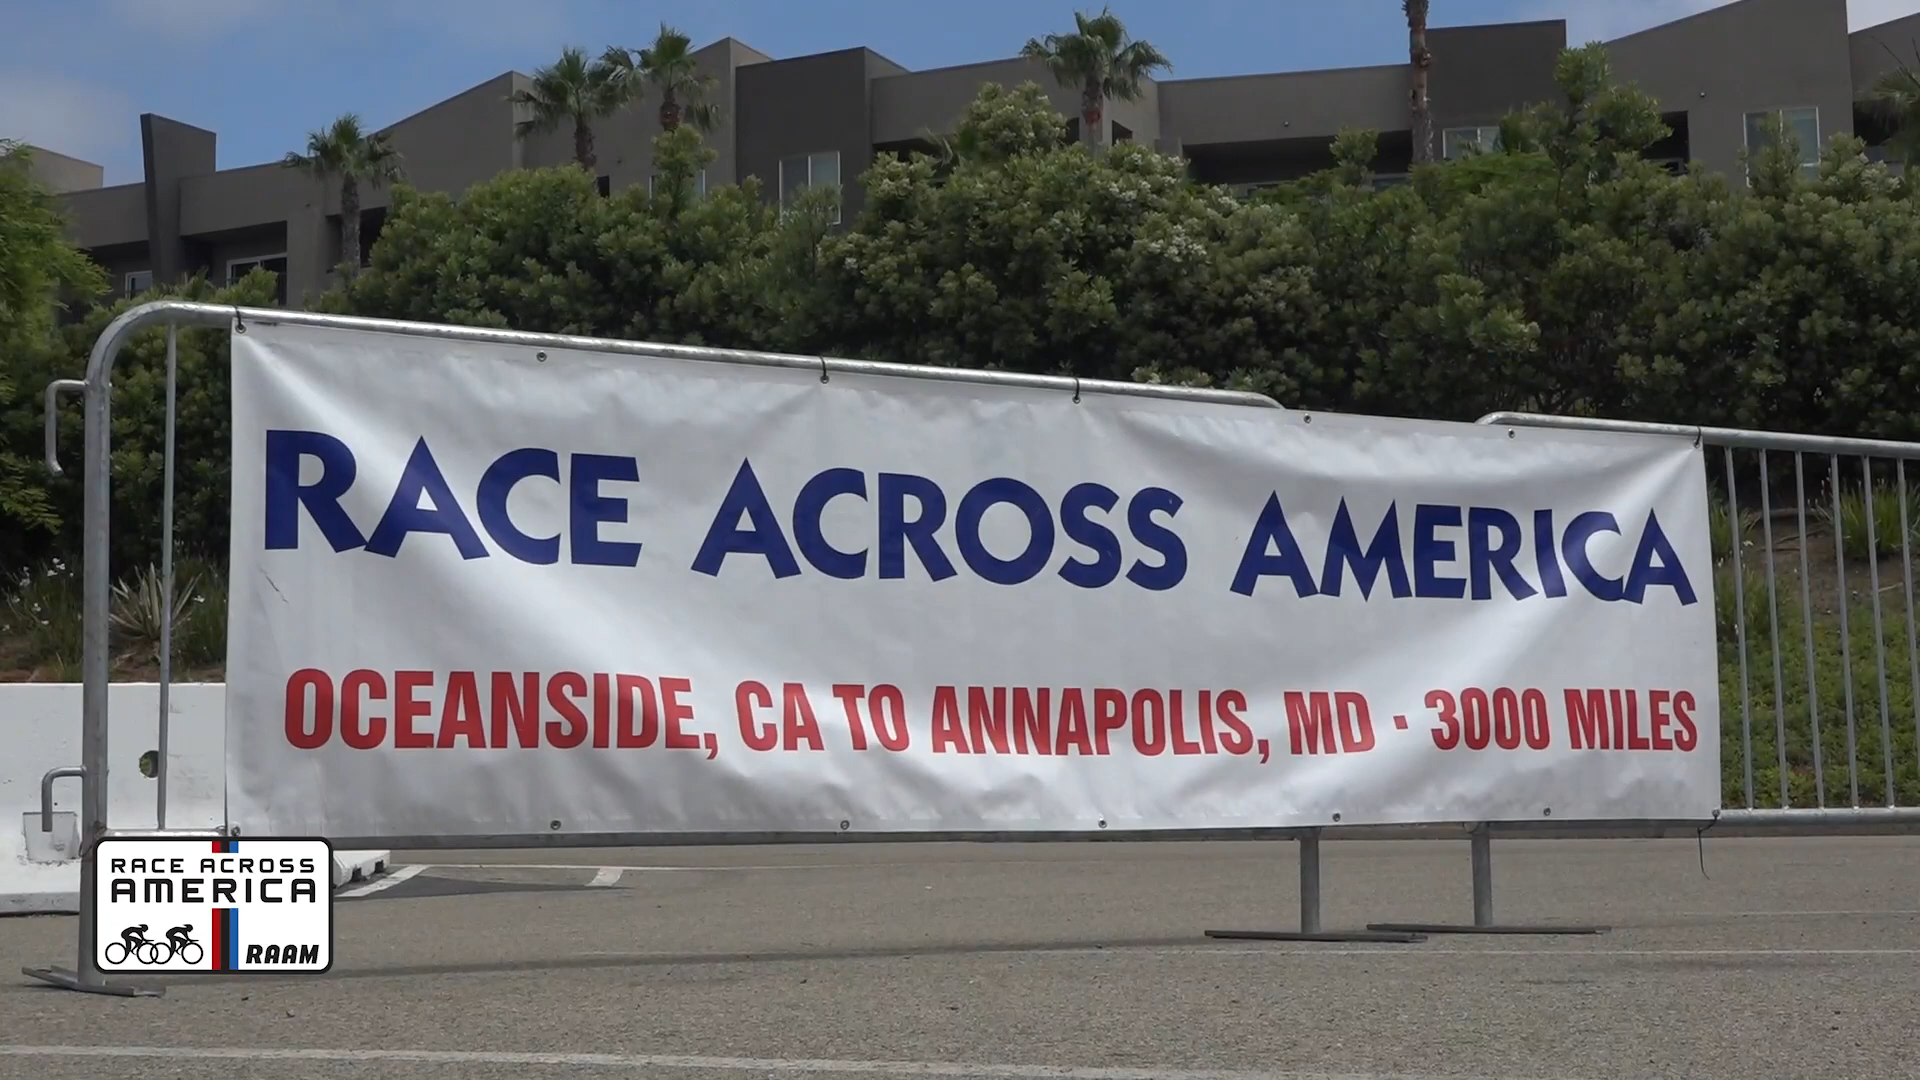 RACE ACROSS AMERICA
OCEANSIDE, CA TO ANNAPOLIS, MD · 3000 MILES
RACE ACROSS
AMERICA
RAAM